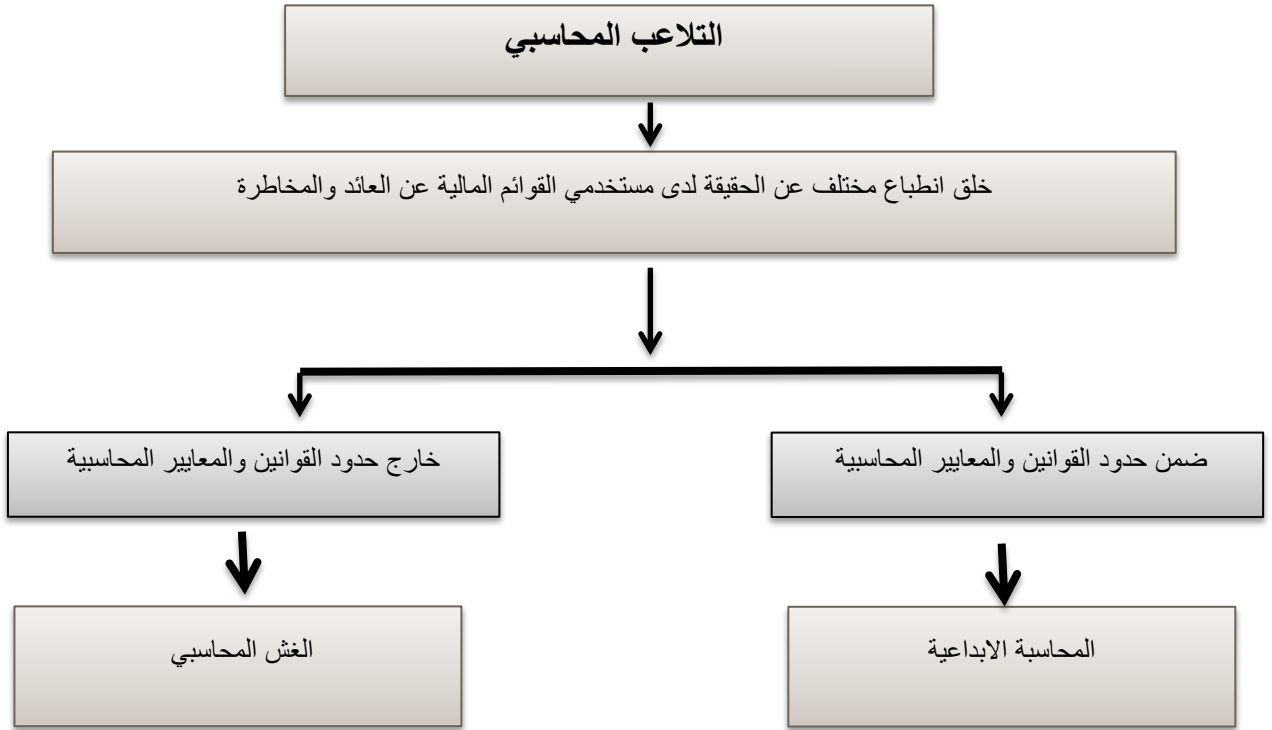 التلاعب المحاسبي
خلق انطباع مختلف عن الحقيقة لدى مستخدمي القوائم المالية عن العائد والمخاطرة
ضمن حدود القوانين والمعايير المحاسبية
خارج حدود القوانين والمعايير المحاسبية
المحاسبة الابداعية
الغش المحاسبي